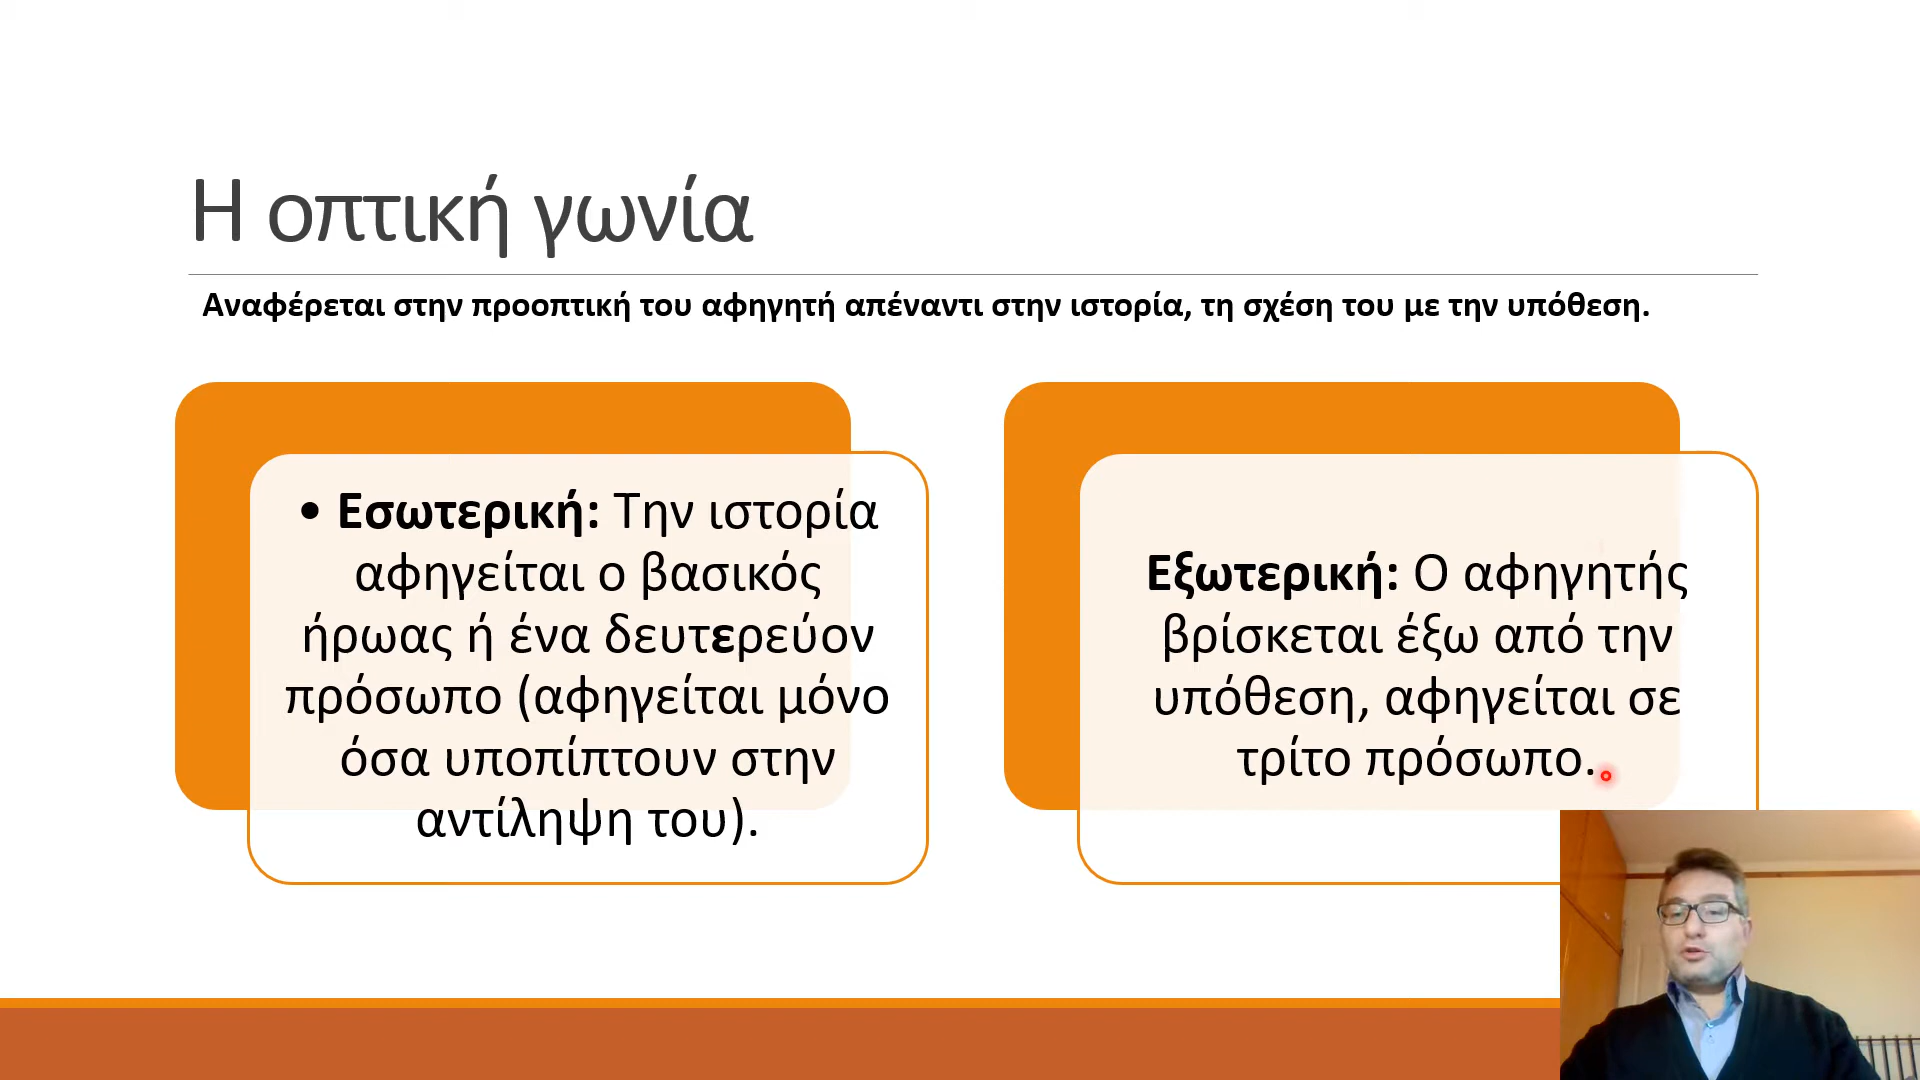 Η οπτική γωνία
Αναφέρεται στην προοπτική του αφηγητή απέναντι στην ιστορία, τη σχέση του με την υπόθεση.
• Εσωτερική: Την ιστορία
αφηγείται ο βασικός
ήρωας ή ένα δευτερεύον
πρόσωπο (αφηγείται μόνο
όσα υποπίπτουν στην
αντίληψη του).
Εξωτερική: Ο αφηγητής
βρίσκεται έξω από την
υπόθεση, αφηγείται σε
τρίτο πρόσωπο.